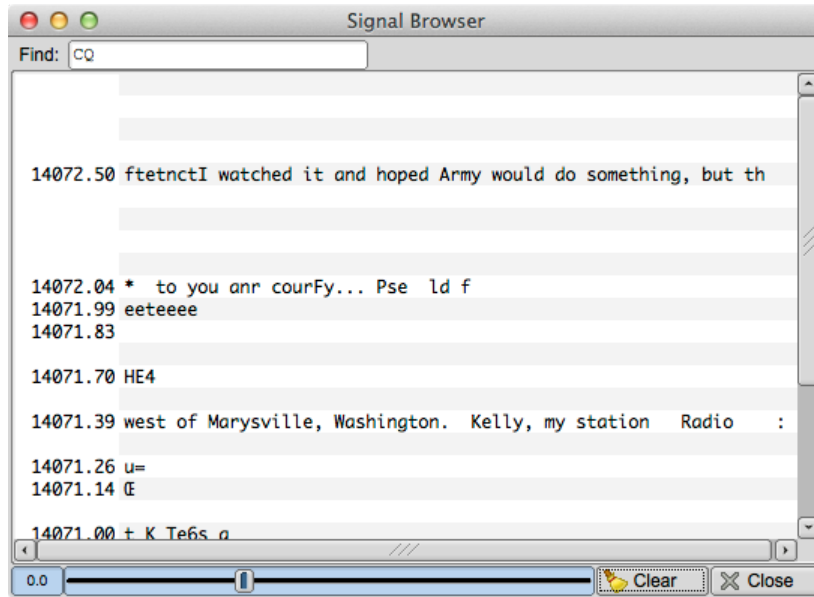 Signal Browser
Find: CQ
14072.50 ftetnctI watched it and hoped Army would do something, but th
14072.04 *  to you anr courFy... Pse  ld f
14071.99 eeteeee
14071.83
14071.70 HE4
14071.39 west of Marysville, Washington.  Kelly, my station   Radio    :
14071.26 u=
14071.14 Œ
14071.00 t K Te6s a
0.0 Clear Close